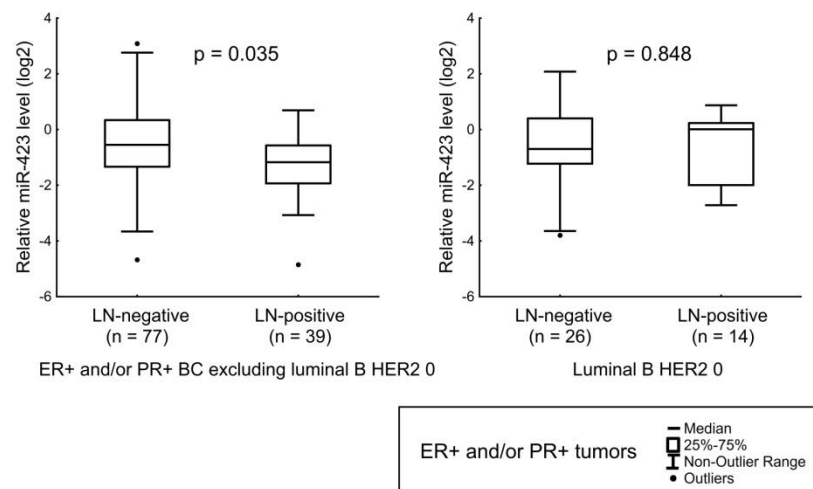 4
2
0
-2
-4
-6
Relative miR-423 level (log2)
p = 0.035
LN-negative
(n = 77)
LN-positive
(n = 39)
ER+ and/or PR+ BC excluding luminal B HER2 0
4
2
0
-2
-4
-6
Relative miR-423 level (log2)
p = 0.848
LN-negative
(n = 26)
LN-positive
(n = 14)
Luminal B HER2 0
ER+ and/or PR+ tumors
Median
25%-75%
Non-Outlier Range
Outliers